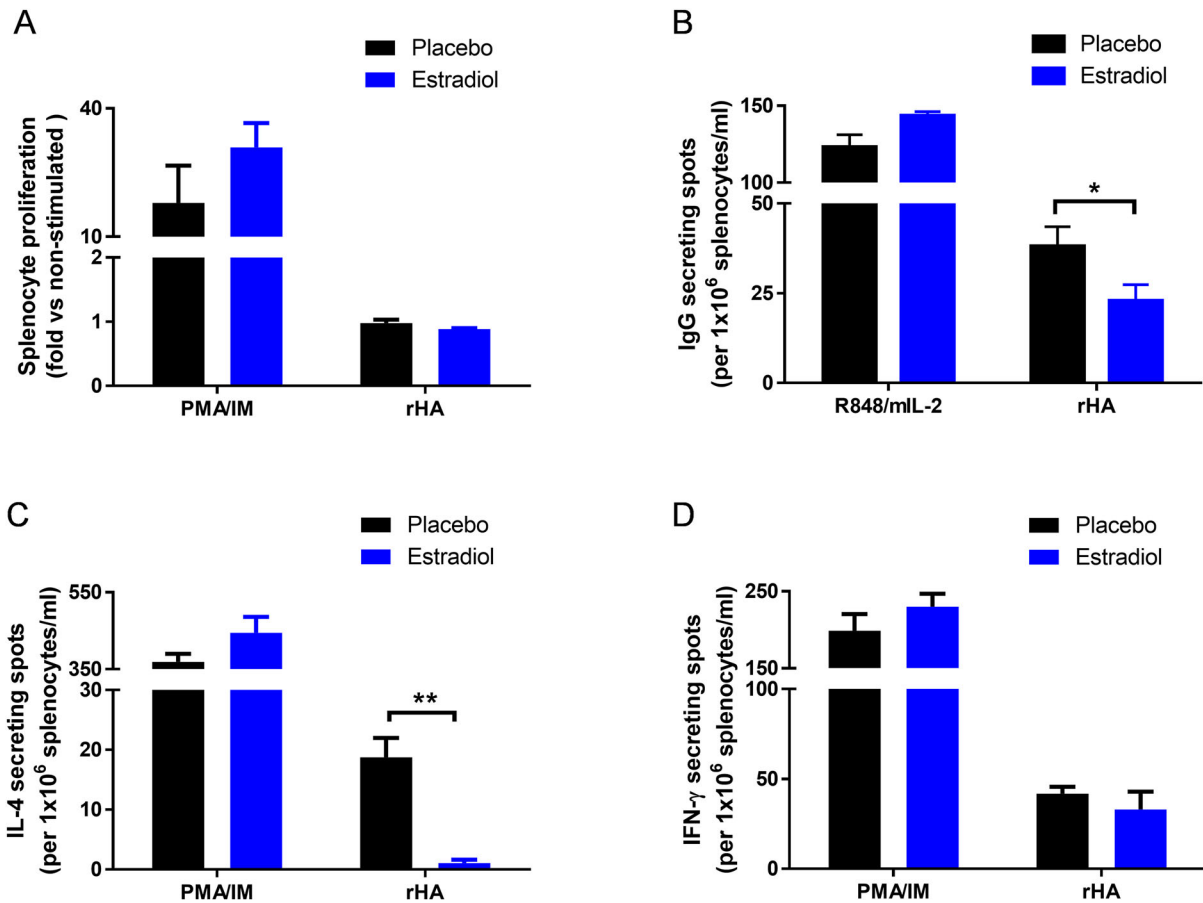 A
Placebo
Estradiol
Splenocyte proliferation
(fold vs non-stimulated )
40
10
2
1
0
PMA/IM
rHA
B
Placebo
Estradiol
IgG secreting spots
(per 1x10⁶ splenocytes/ml)
150
100
50
25
0
*
R848/mIL-2
rHA
C
Placebo
Estradiol
IL-4 secreting spots
(per 1x10⁶ splenocytes/ml)
550
350
30
20
10
0
**
PMA/IM
rHA
D
Placebo
Estradiol
IFN-γ secreting spots
(per 1x10⁶ splenocytes/ml)
250
150
100
50
0
PMA/IM
rHA